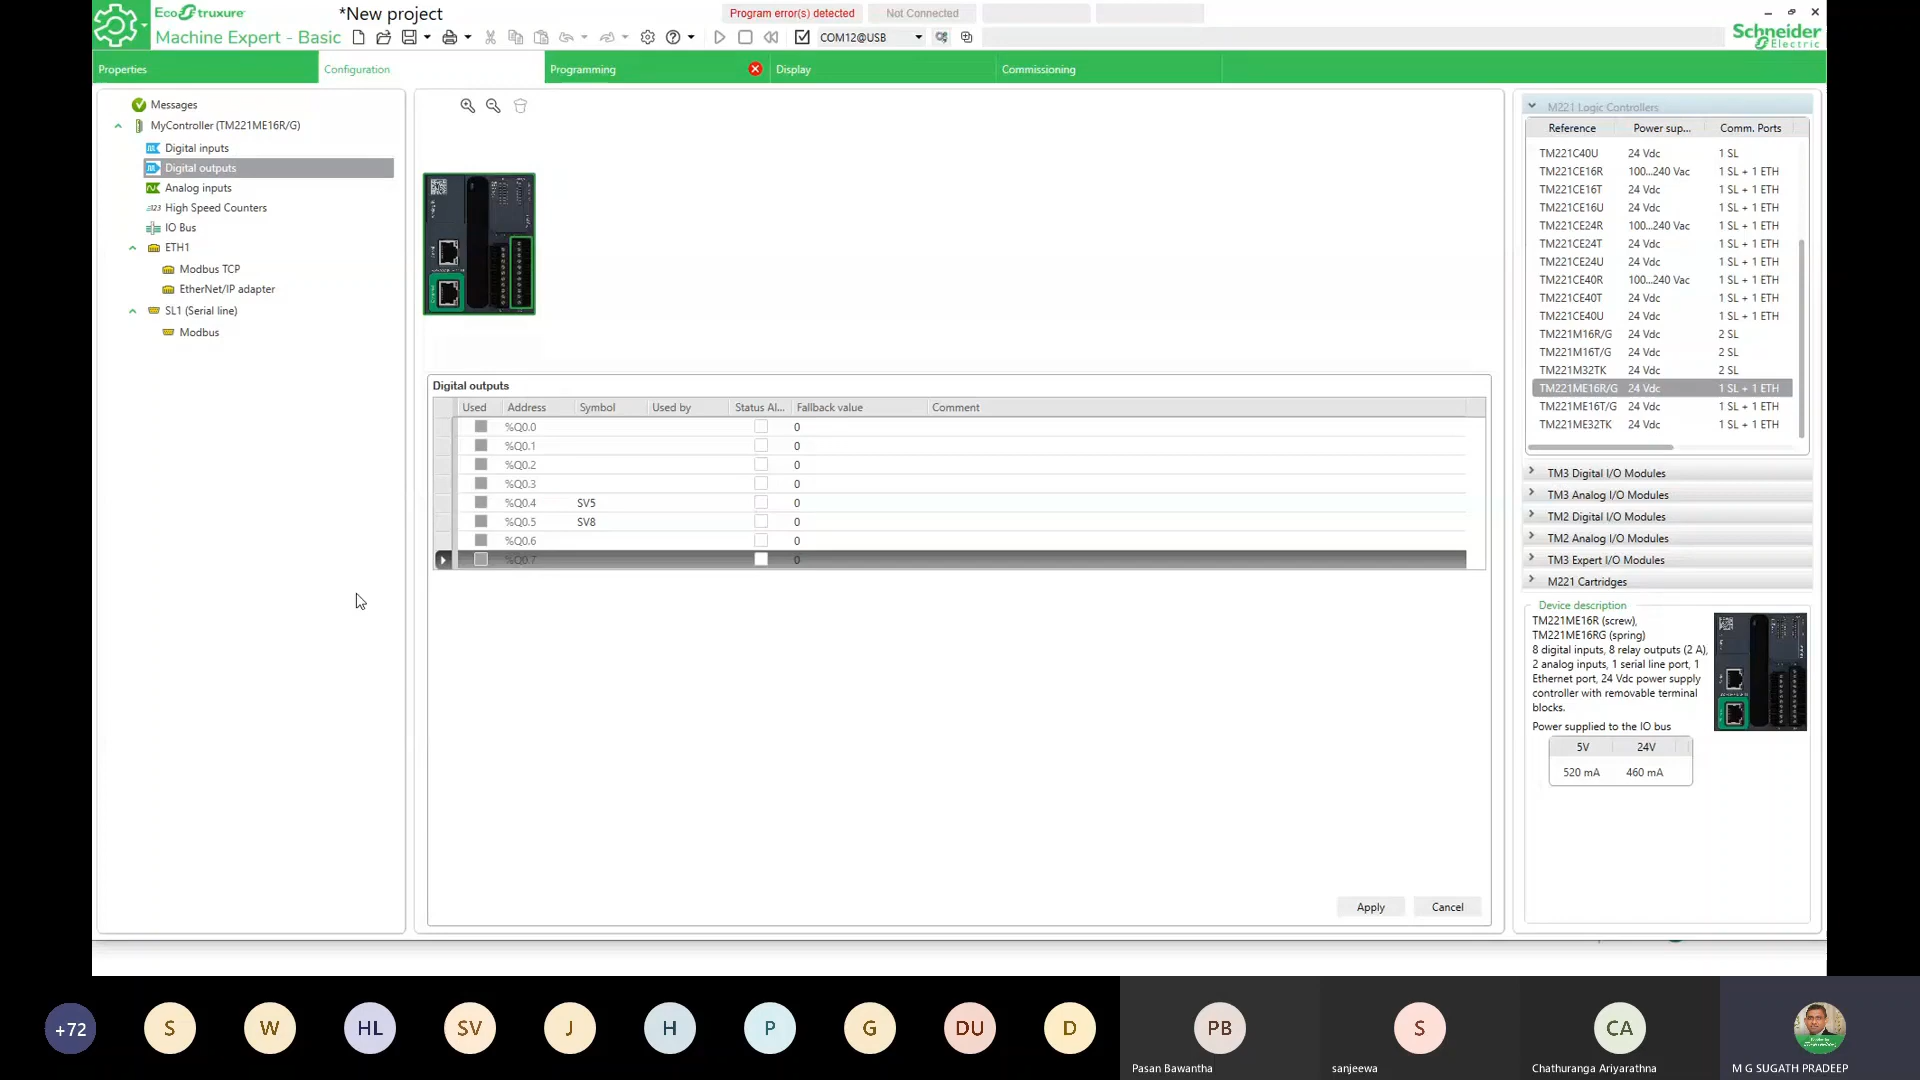 EcoStruxure
Machine Expert - Basic
*New project
Program error(s) detected
Not Connected
COM12@USB
Schneider
Electric
Properties
Configuration
Programming
Display
Commissioning
Messages
MyController (TM221ME16R/G)
Digital inputs
Digital outputs
Analog inputs
High Speed Counters
IO Bus
ETH1
Modbus TCP
EtherNet/IP adapter
SL1 (Serial line)
Modbus
Digital outputs
Used Address Symbol Used by Status Al... Fallback value Comment
%Q0.0 0
%Q0.1 0
%Q0.2 0
%Q0.3 0
%Q0.4 SV5 0
%Q0.5 SV8 0
%Q0.6 0
%Q0.7 0
Apply Cancel
M221 Logic Controllers
Reference Power sup... Comm. Ports
TM221C40U 24 Vdc 1 SL
TM221CE16R 100...240 Vac 1 SL + 1 ETH
TM221CE16T 24 Vdc 1 SL + 1 ETH
TM221CE16U 24 Vdc 1 SL + 1 ETH
TM221CE24R 100...240 Vac 1 SL + 1 ETH
TM221CE24T 24 Vdc 1 SL + 1 ETH
TM221CE24U 24 Vdc 1 SL + 1 ETH
TM221CE40R 100...240 Vac 1 SL + 1 ETH
TM221CE40T 24 Vdc 1 SL + 1 ETH
TM221CE40U 24 Vdc 1 SL + 1 ETH
TM221M16R/G 24 Vdc 2 SL
TM221M16T/G 24 Vdc 2 SL
TM221M32TK 24 Vdc 2 SL
TM221ME16R/G 24 Vdc 1 SL + 1 ETH
TM221ME16T/G 24 Vdc 1 SL + 1 ETH
TM221ME32TK 24 Vdc 1 SL + 1 ETH
TM3 Digital I/O Modules
TM3 Analog I/O Modules
TM2 Digital I/O Modules
TM2 Analog I/O Modules
TM3 Expert I/O Modules
M221 Cartridges
Device description
TM221ME16R (screw),
TM221ME16RG (spring)
8 digital inputs, 8 relay outputs (2 A),
2 analog inputs, 1 serial line port, 1
Ethernet port, 24 Vdc power supply
controller with removable terminal
blocks.
Power supplied to the IO bus
5V 24V
520 mA 460 mA
+72 S W HL SV J H P G DU D PB S CA
Pasan Bawantha sanjeewa Chathuranga Ariyarathna M G SUGATH PRADEEP